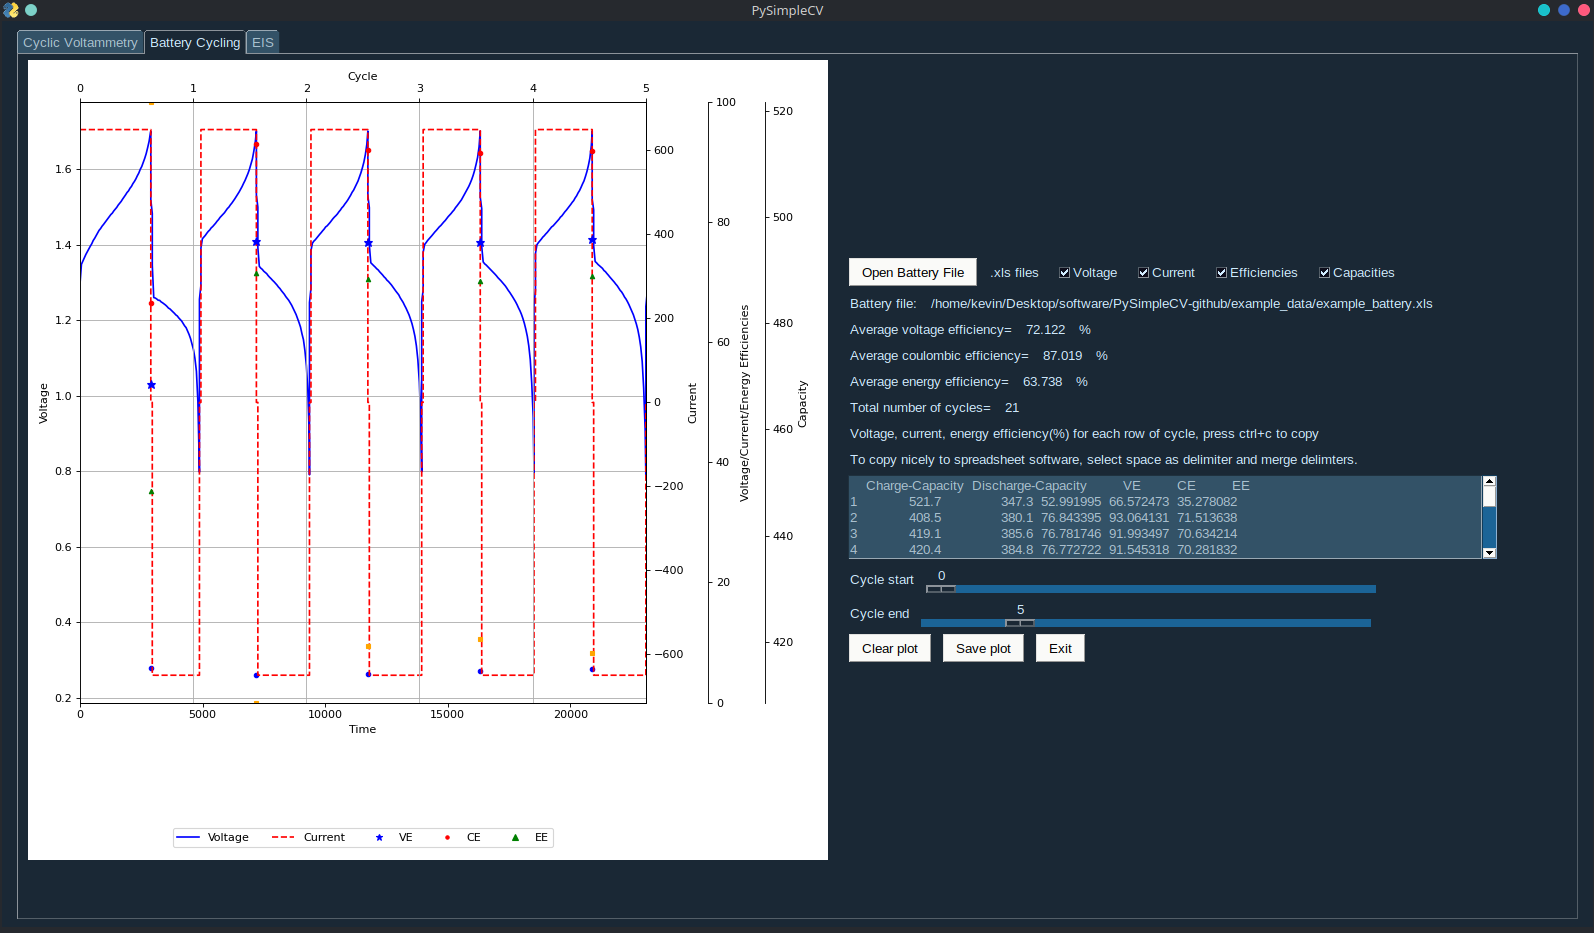 PySimpleCV
Cyclic Voltammetry Battery Cycling EIS
Cycle
0 1 2 3 4 5
100
80
60
40
20
0
520
500
480
460
440
420
600
400
200
0
−200
−400
−600
1.6
1.4
1.2
1.0
0.8
0.6
0.4
0.2
Voltage
Current
Voltage/Current/Energy Efficiencies
Capacity
0 5000 10000 15000 20000
Time
Voltage Current VE CE EE
Open Battery File .xls files Voltage Current Efficiencies Capacities
Battery file: /home/kevin/Desktop/software/PySimpleCV-github/example_data/example_battery.xls
Average voltage efficiency= 72.122 %
Average coulombic efficiency= 87.019 %
Average energy efficiency= 63.738 %
Total number of cycles= 21
Voltage, current, energy efficiency(%) for each row of cycle, press ctrl+c to copy
To copy nicely to spreadsheet software, select space as delimiter and merge delimters.
Charge-Capacity Discharge-Capacity VE CE EE
1 521.7 347.3 52.991995 66.572473 35.278082
2 408.5 380.1 76.843395 93.064131 71.513638
3 419.1 385.6 76.781746 91.993497 70.634214
4 420.4 384.8 76.772722 91.545318 70.281832
Cycle start 0
Cycle end 5
Clear plot Save plot Exit